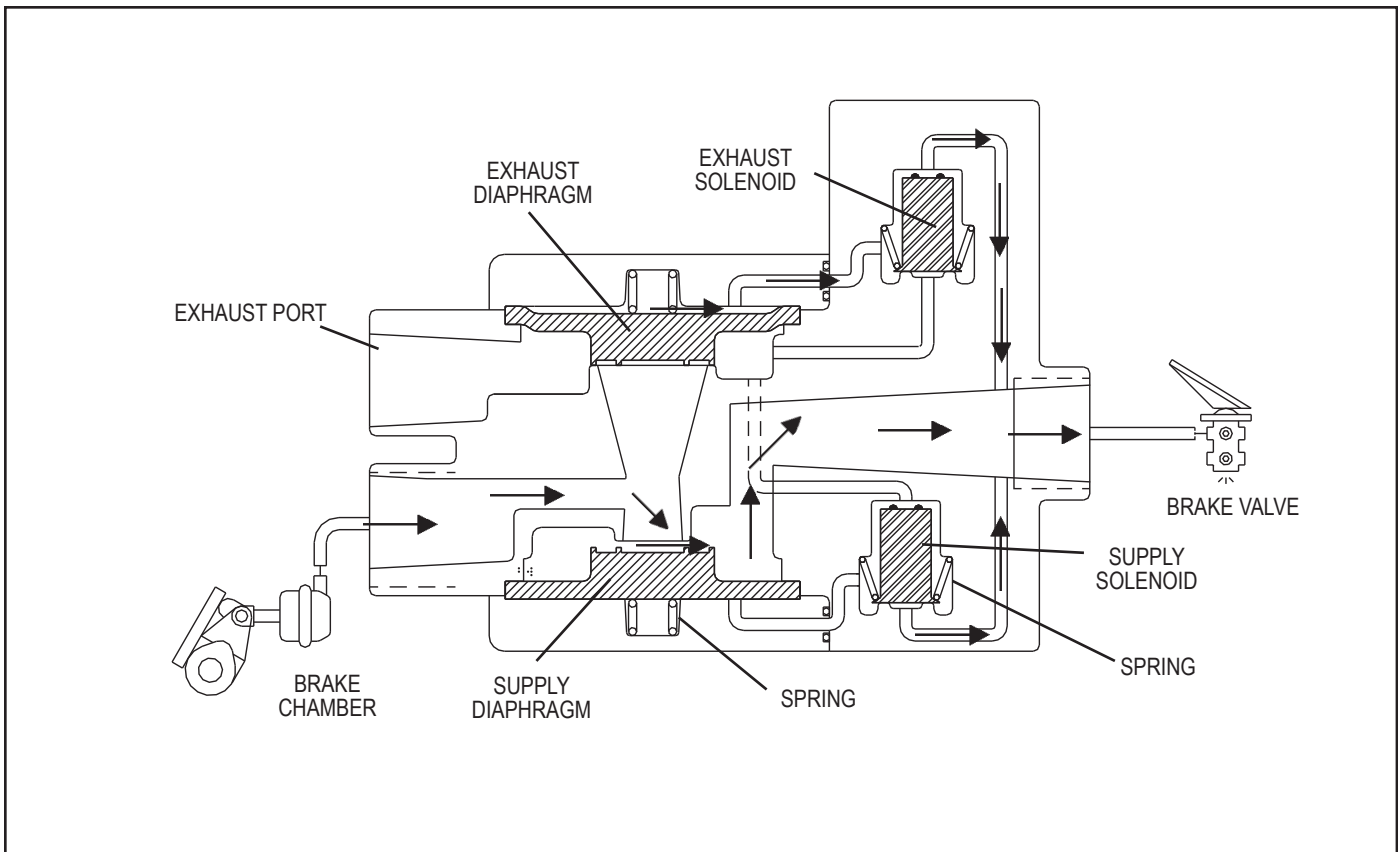 EXHAUST
DIAPHRAGM
EXHAUST
SOLENOID
EXHAUST PORT
BRAKE VALVE
SUPPLY
SOLENOID
SPRING
BRAKE
CHAMBER
SUPPLY
DIAPHRAGM
SPRING